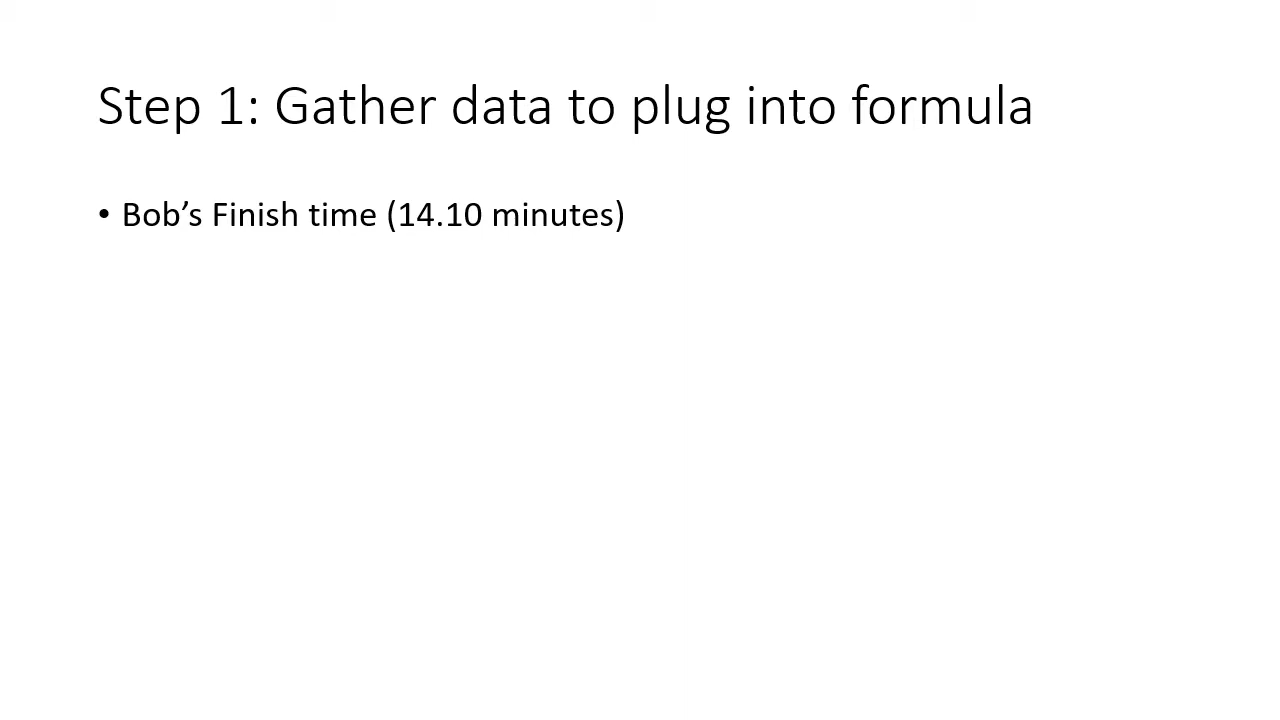 Step 1: Gather data to plug into formula
• Bob’s Finish time (14.10 minutes)